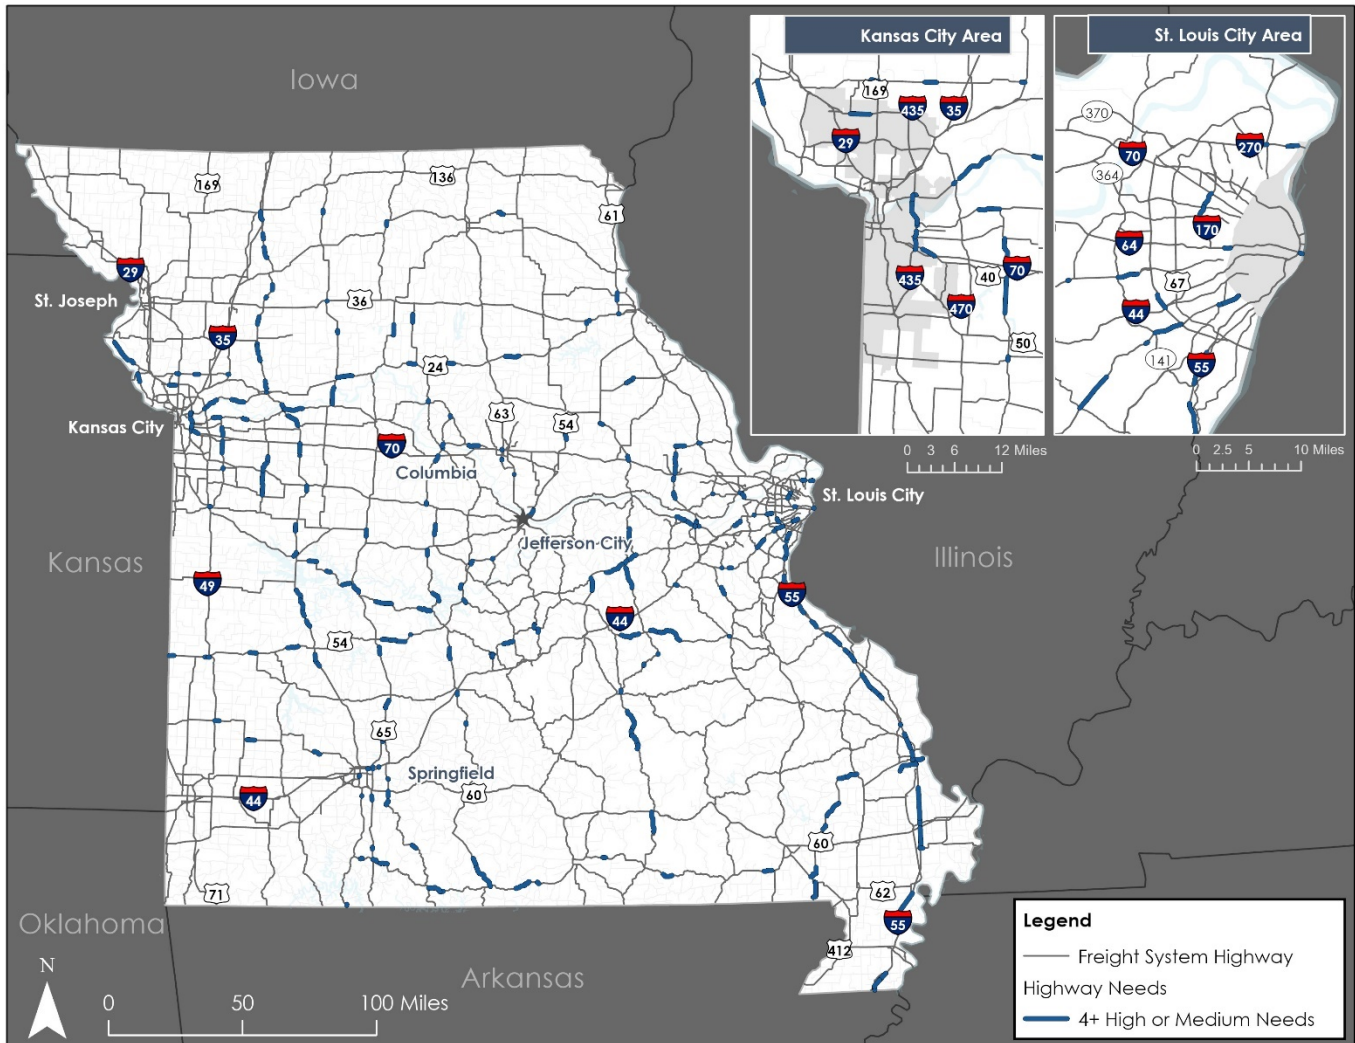 Kansas City Area
St. Louis City Area
Iowa
169
435
35
29
40
70
435
470
50
0 3 6 12 Miles
370
70
364
270
170
64
67
44
141
55
0 2.5 5 10 Miles
169
136
61
29
St. Joseph
36
35
24
Kansas City
63
54
70
Columbia
St. Louis City
Jefferson City
Kansas
Illinois
49
55
44
54
65
Springfield
44
60
60
71
62
55
412
Oklahoma
Arkansas
N
0 50 100 Miles
Legend
Freight System Highway
Highway Needs
4+ High or Medium Needs